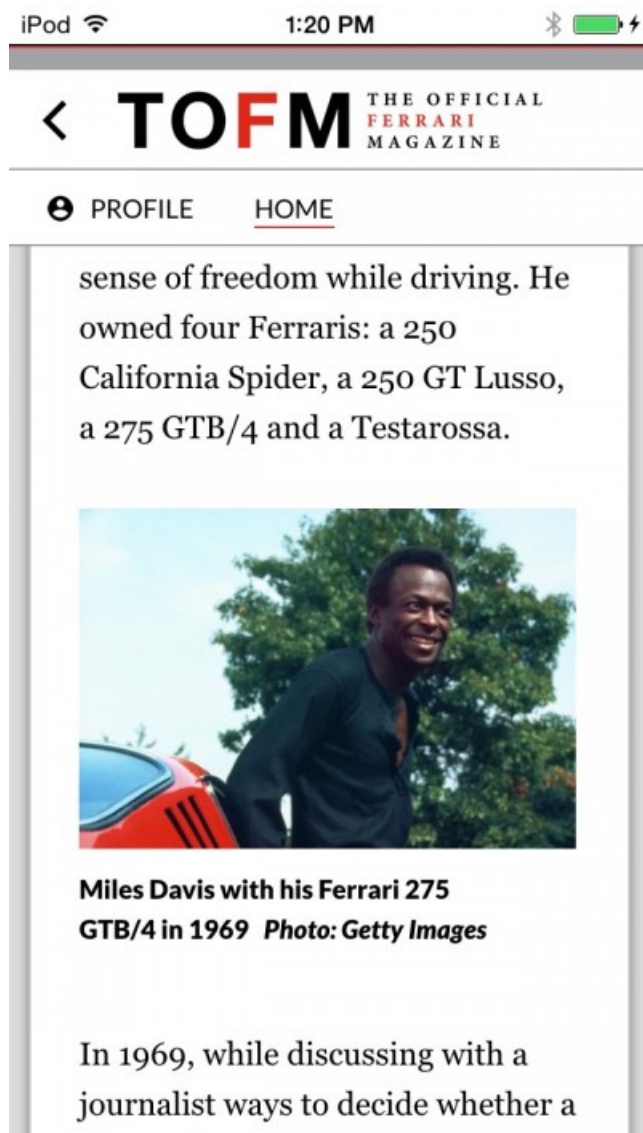 iPod 1:20 PM
TOFM THE OFFICIAL
FERRARI
MAGAZINE
PROFILE HOME
sense of freedom while driving. He
owned four Ferraris: a 250
California Spider, a 250 GT Lusso,
a 275 GTB/4 and a Testarossa.
Miles Davis with his Ferrari 275
GTB/4 in 1969 Photo: Getty Images
In 1969, while discussing with a
journalist ways to decide whether a